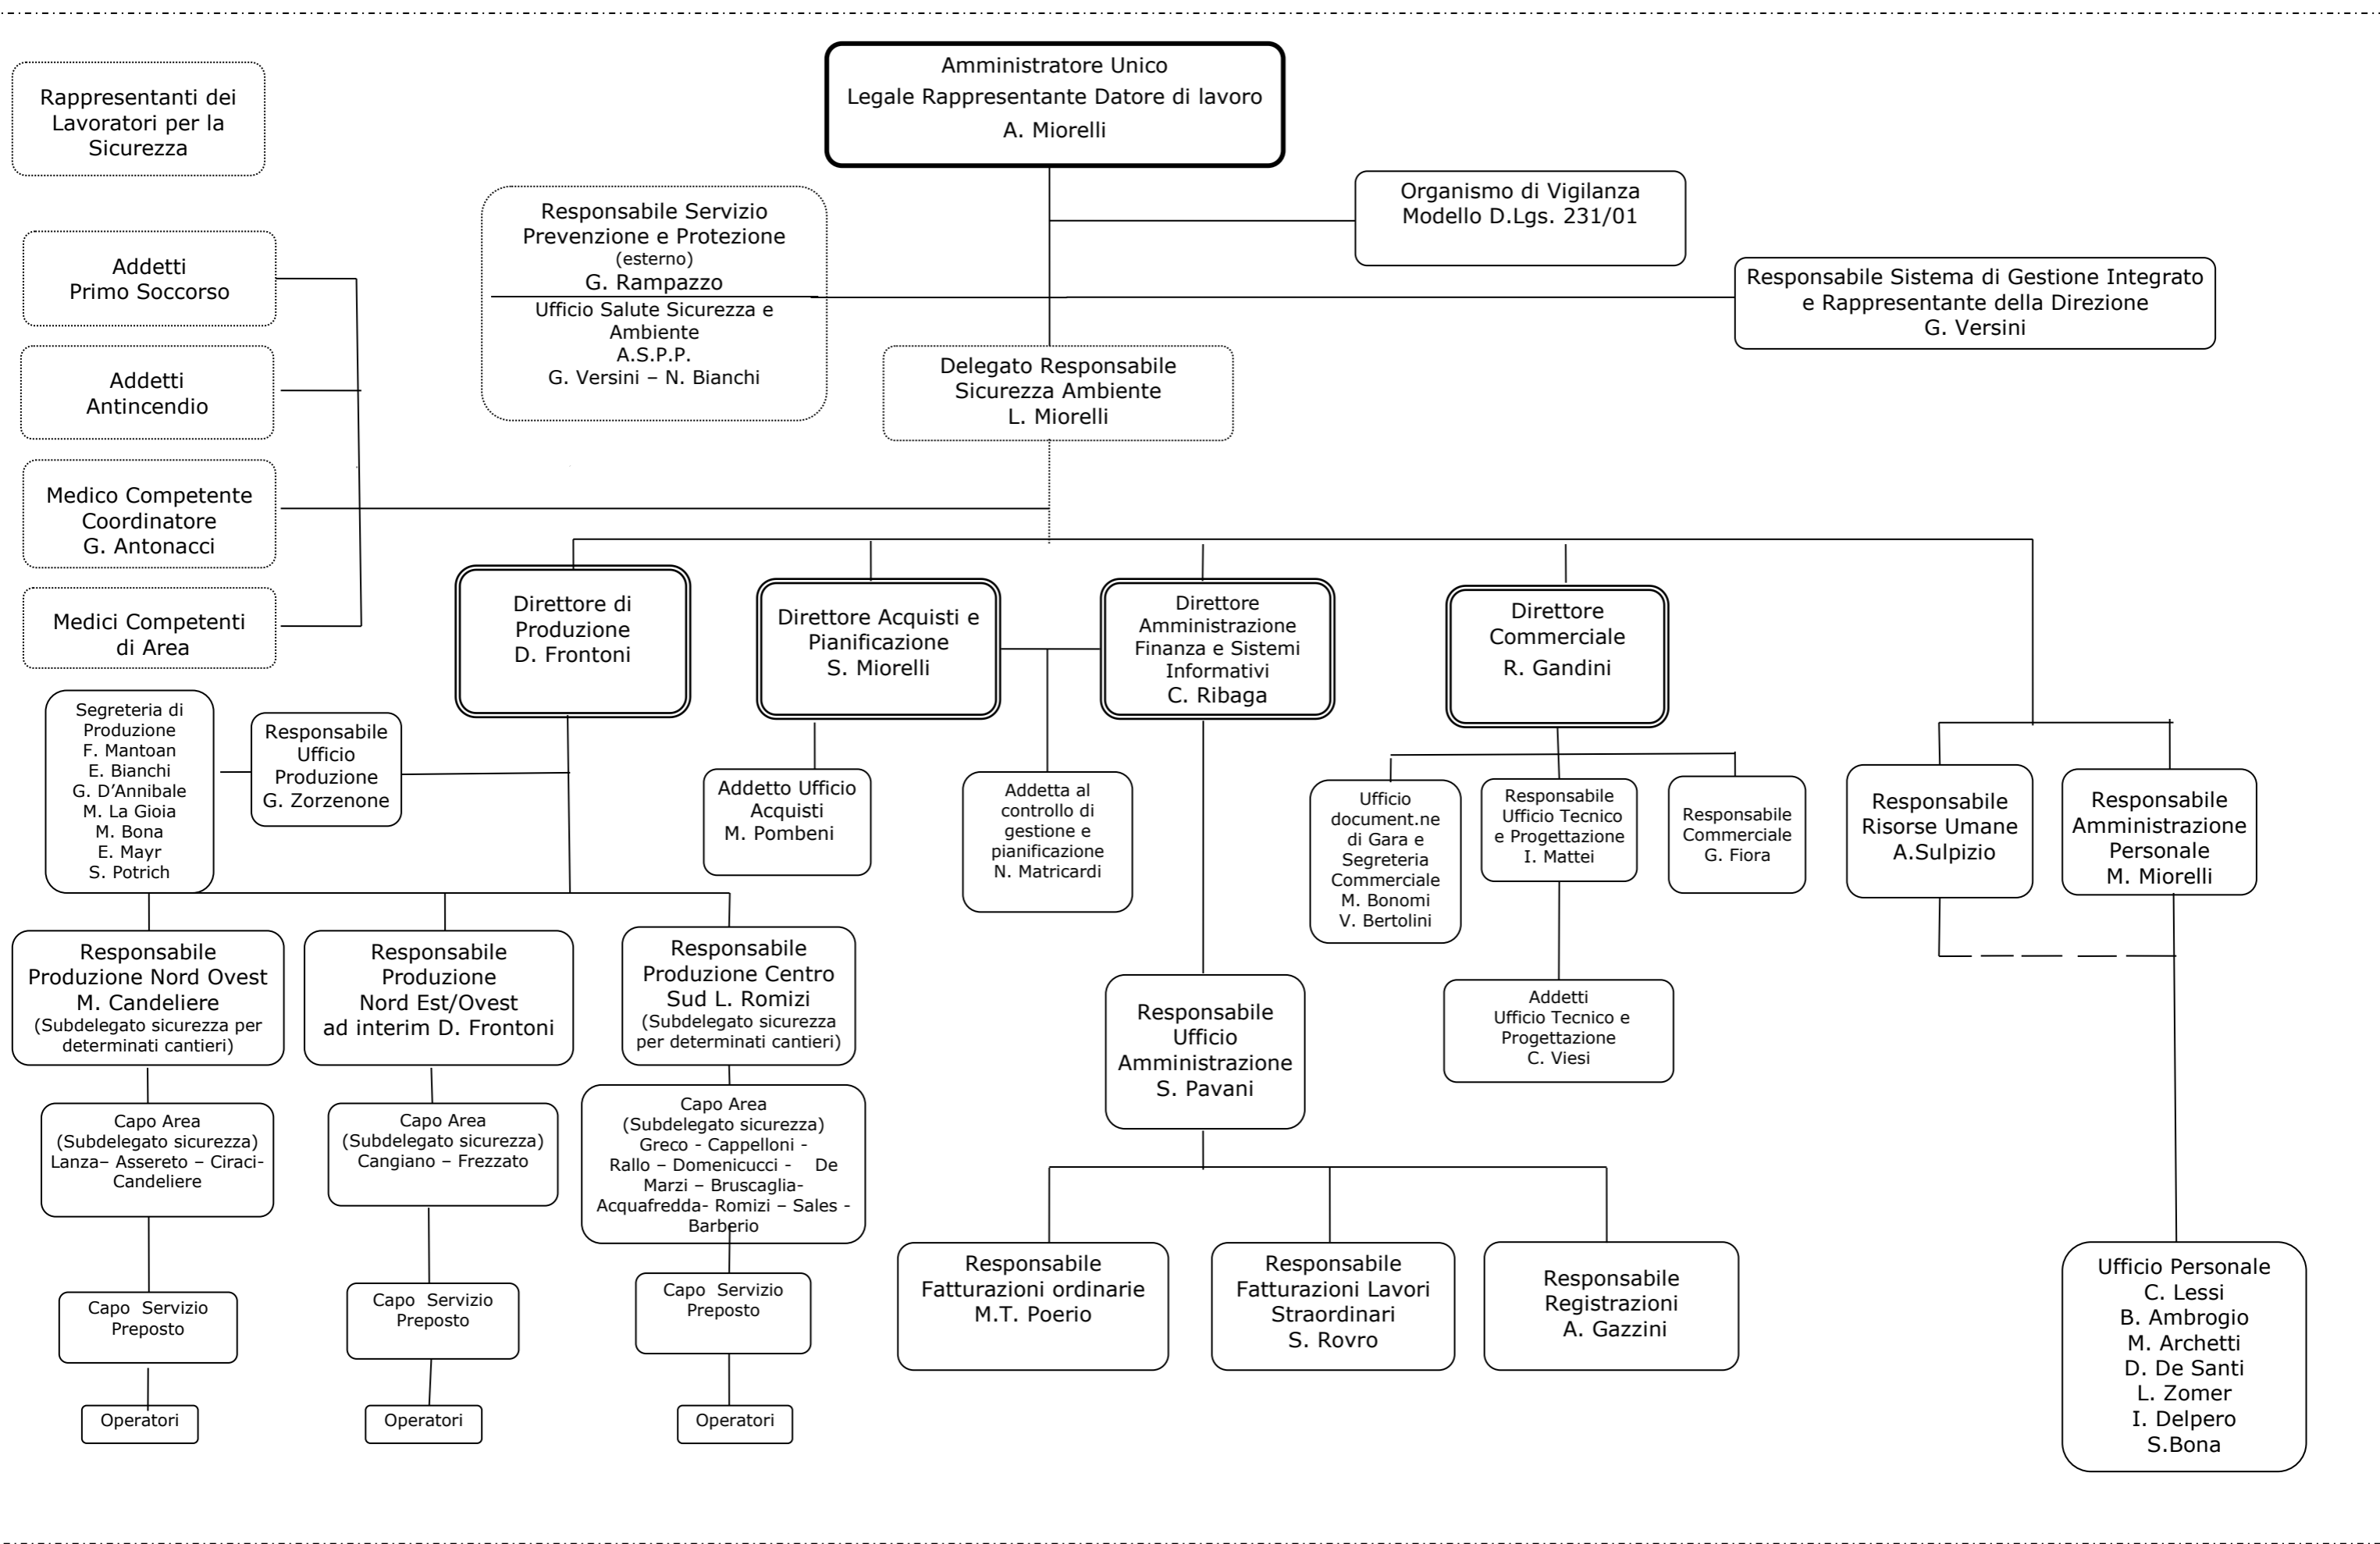 Amministratore Unico
Legale Rappresentante Datore di lavoro
A. Miorelli
Rappresentanti dei
Lavoratori per la
Sicurezza
Organismo di Vigilanza
Modello D.Lgs. 231/01
Responsabile Servizio
Prevenzione e Protezione
(esterno)
G. Rampazzo
Ufficio Salute Sicurezza e
Ambiente
A.S.P.P.
G. Versini – N. Bianchi
Responsabile Sistema di Gestione Integrato
e Rappresentante della Direzione
G. Versini
Addetti
Primo Soccorso
Delegato Responsabile
Sicurezza Ambiente
L. Miorelli
Addetti
Antincendio
Medico Competente
Coordinatore
G. Antonacci
Medici Competenti
di Area
Direttore di
Produzione
D. Frontoni
Direttore Acquisti e
Pianificazione
S. Miorelli
Direttore
Amministrazione
Finanza e Sistemi
Informativi
C. Ribaga
Direttore
Commerciale
R. Gandini
Segreteria di
Produzione
F. Mantoan
E. Bianchi
G. D’Annibale
M. La Gioia
M. Bona
E. Mayr
S. Potrich
Responsabile
Ufficio
Produzione
G. Zorzenone
Addetto Ufficio
Acquisti
M. Pombeni
Addetta al
controllo di
gestione e
pianificazione
N. Matricardi
Ufficio
document.ne
di Gara e
Segreteria
Commerciale
M. Bonomi
V. Bertolini
Responsabile
Ufficio Tecnico
e Progettazione
I. Mattei
Responsabile
Commerciale
G. Fiora
Responsabile
Risorse Umane
A.Sulpizio
Responsabile
Amministrazione
Personale
M. Miorelli
Responsabile
Produzione Nord Ovest
M. Candeliere
(Subdelegato sicurezza per
determinati cantieri)
Responsabile
Produzione
Nord Est/Ovest
ad interim D. Frontoni
Responsabile
Produzione Centro
Sud L. Romizi
(Subdelegato sicurezza
per determinati cantieri)
Responsabile
Ufficio
Amministrazione
S. Pavani
Addetti
Ufficio Tecnico e
Progettazione
C. Viesi
Capo Area
(Subdelegato sicurezza)
Lanza– Assereto – Ciraci-
Candeliere
Capo Area
(Subdelegato sicurezza)
Cangiano – Frezzato
Capo Area
(Subdelegato sicurezza)
Greco - Cappelloni -
Rallo – Domenicucci - De
Marzi – Bruscaglia-
Acquafredda- Romizi – Sales -
Barberio
Capo Servizio
Preposto
Capo Servizio
Preposto
Capo Servizio
Preposto
Responsabile
Fatturazioni ordinarie
M.T. Poerio
Responsabile
Fatturazioni Lavori
Straordinari
S. Rovro
Responsabile
Registrazioni
A. Gazzini
Ufficio Personale
C. Lessi
B. Ambrogio
M. Archetti
D. De Santi
L. Zomer
I. Delpero
S.Bona
Operatori
Operatori
Operatori